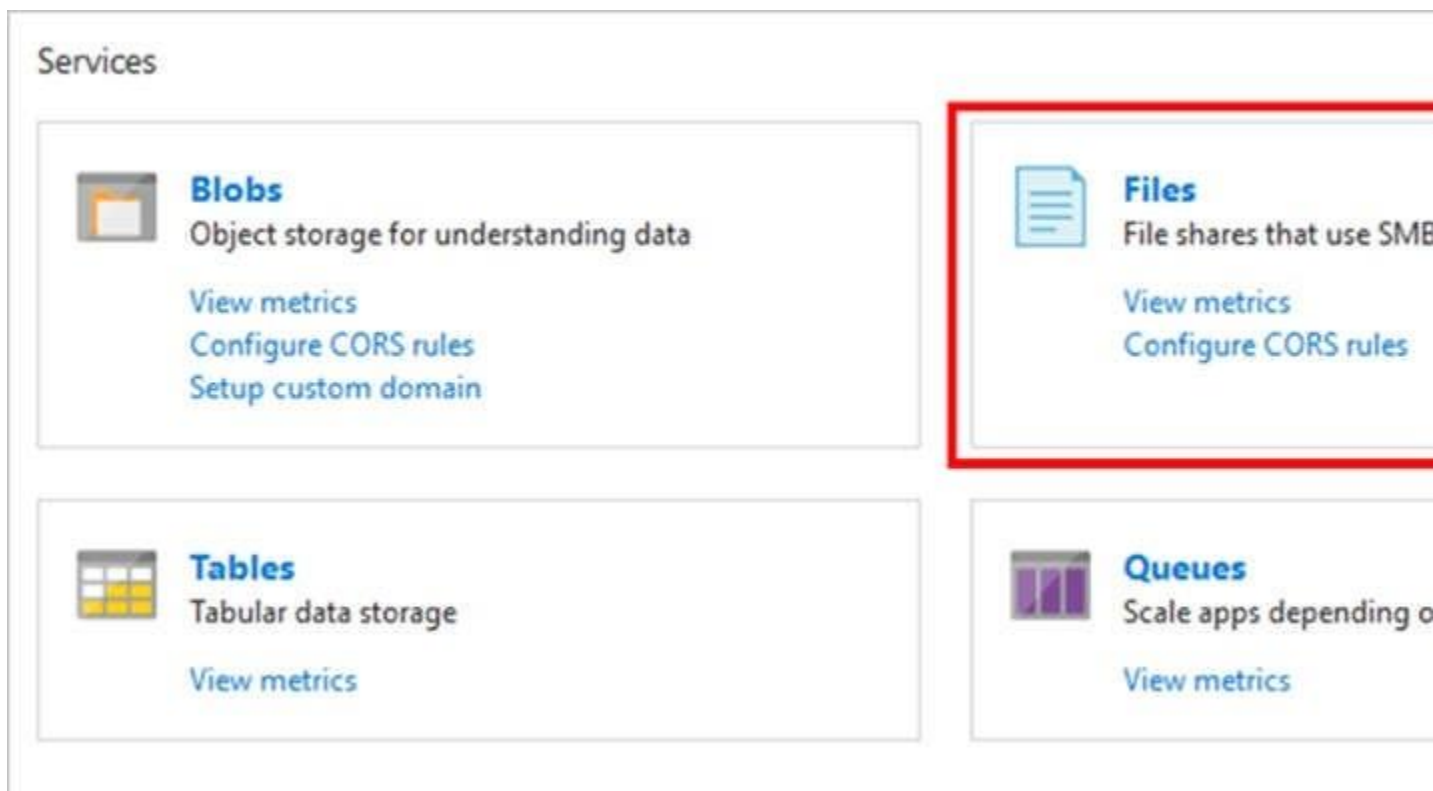 Services
Blobs
Object storage for understanding data
View metrics
Configure CORS rules
Setup custom domain
Files
File shares that use SMB
View metrics
Configure CORS rules
Tables
Tabular data storage
View metrics
Queues
Scale apps depending o
View metrics